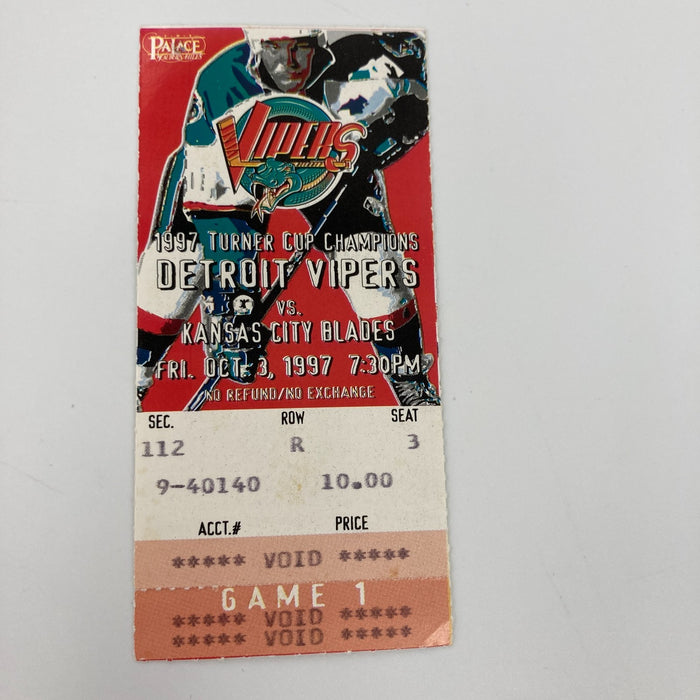 PALACE
VIPERS
1997 TURNER CUP CHAMPIONS
DETROIT VIPERS
VS.
KANSAS CITY BLADES
FRI. OCT. 3, 1997 7:30PM
NO REFUND/NO EXCHANGE
SEC. ROW SEAT
112 R 3
9-40140 10.00
ACCT.# PRICE
***** VOID *****
GAME 1
***** VOID *****
***** VOID *****